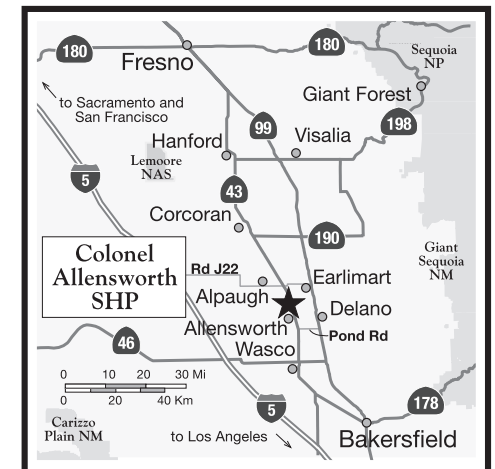 180
180
Sequoia
NP
Fresno
Giant Forest
to Sacramento and
San Francisco
99
198
Hanford
Visalia
Lemoore
NAS
5
43
Corcoran
190
Colonel
Allensworth
SHP
Giant
Sequoia
NM
Rd J22
Earlimart
Alpaugh
Delano
Allensworth
Pond Rd
46
Wasco
0 10 20 30 Mi
0 20 40 Km
5
178
Carizzo
Plain NM
to Los Angeles
Bakersfield